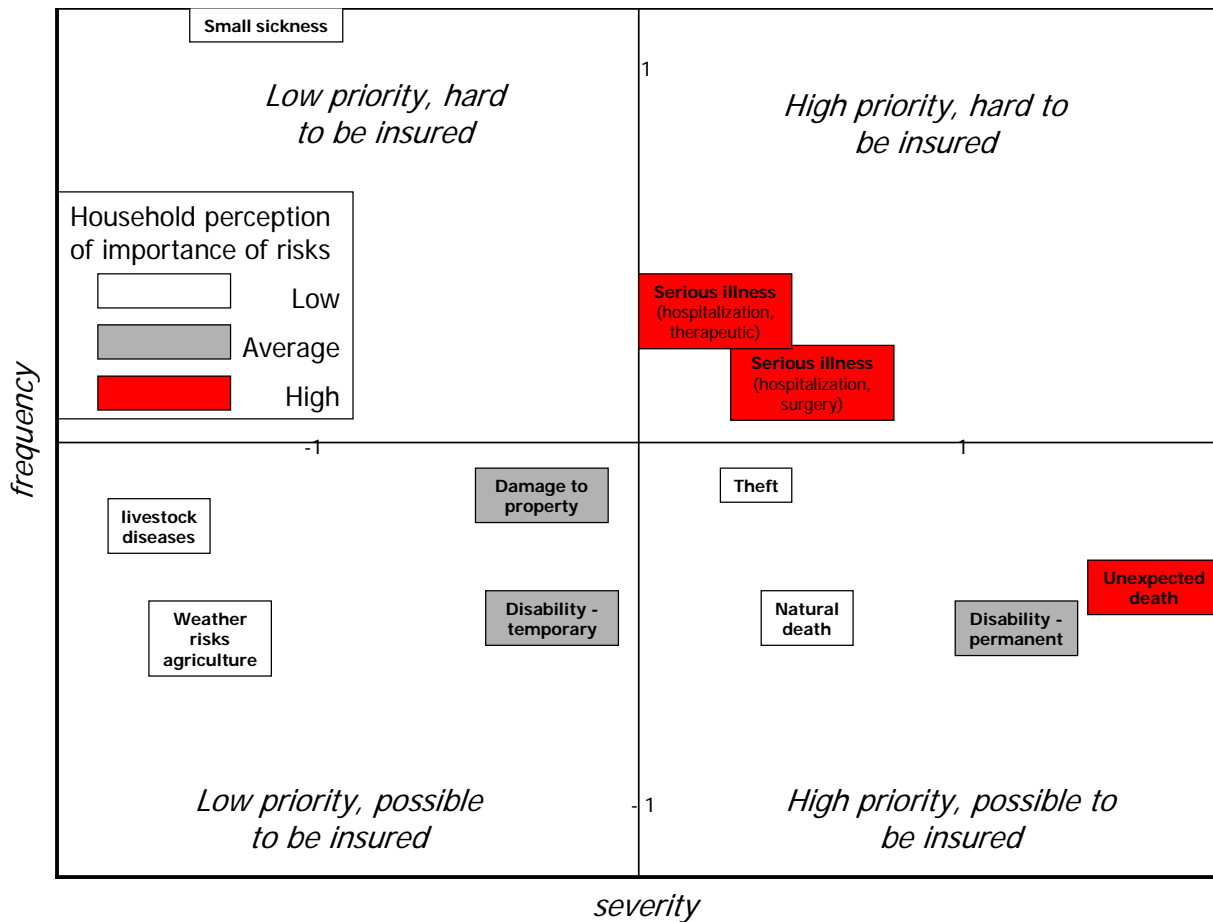 Small sickness
1
Low priority, hard
to be insured
High priority, hard to
be insured
Household perception
of importance of risks
Low
Average
High
Serious illness
(hospitalization,
therapeutic)
Serious illness
(hospitalization,
surgery)
frequency
-1
1
Damage to
property
Theft
livestock
diseases
Unexpected
death
Weather
risks
agriculture
Disability -
temporary
Natural
death
Disability -
permanent
Low priority, possible
to be insured
-1
High priority, possible to
be insured
severity